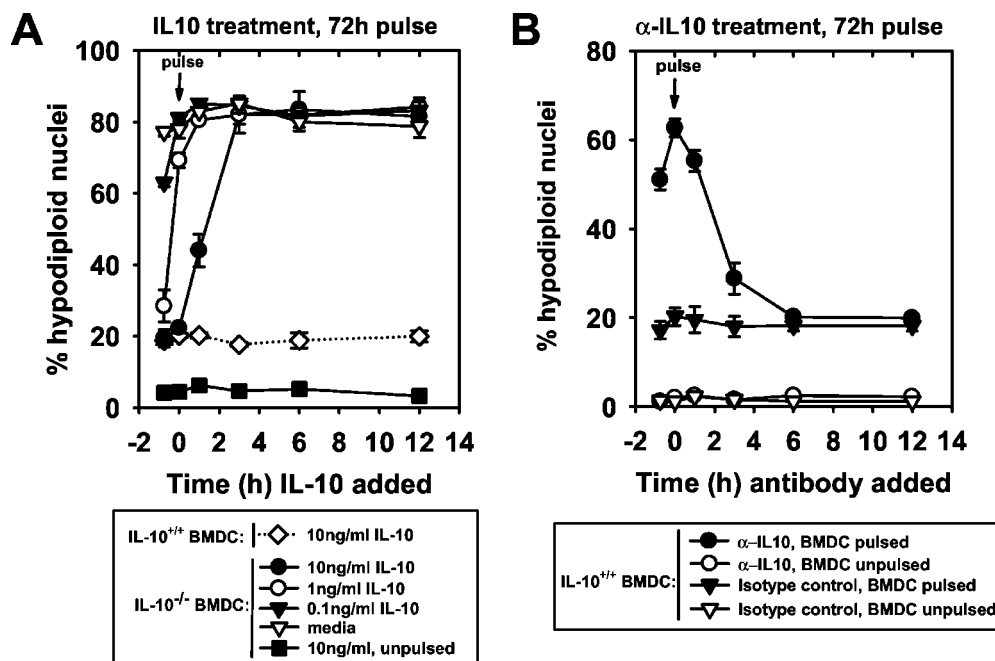 A
IL10 treatment, 72h pulse
pulse
100
80
60
40
20
0
% hypodiploid nuclei
-2 0 2 4 6 8 10 12 14
Time (h) IL-10 added
IL-10+/+ BMDC:
10ng/ml IL-10
IL-10-/- BMDC:
10ng/ml IL-10
1ng/ml IL-10
0.1ng/ml IL-10
media
10ng/ml, unpulsed
B
α-IL10 treatment, 72h pulse
pulse
80
60
40
20
0
% hypodiploid nuclei
-2 0 2 4 6 8 10 12 14
Time (h) antibody added
IL-10+/+ BMDC:
α–IL10, BMDC pulsed
α–IL10, BMDC unpulsed
Isotype control, BMDC pulsed
Isotype control, BMDC unpulsed